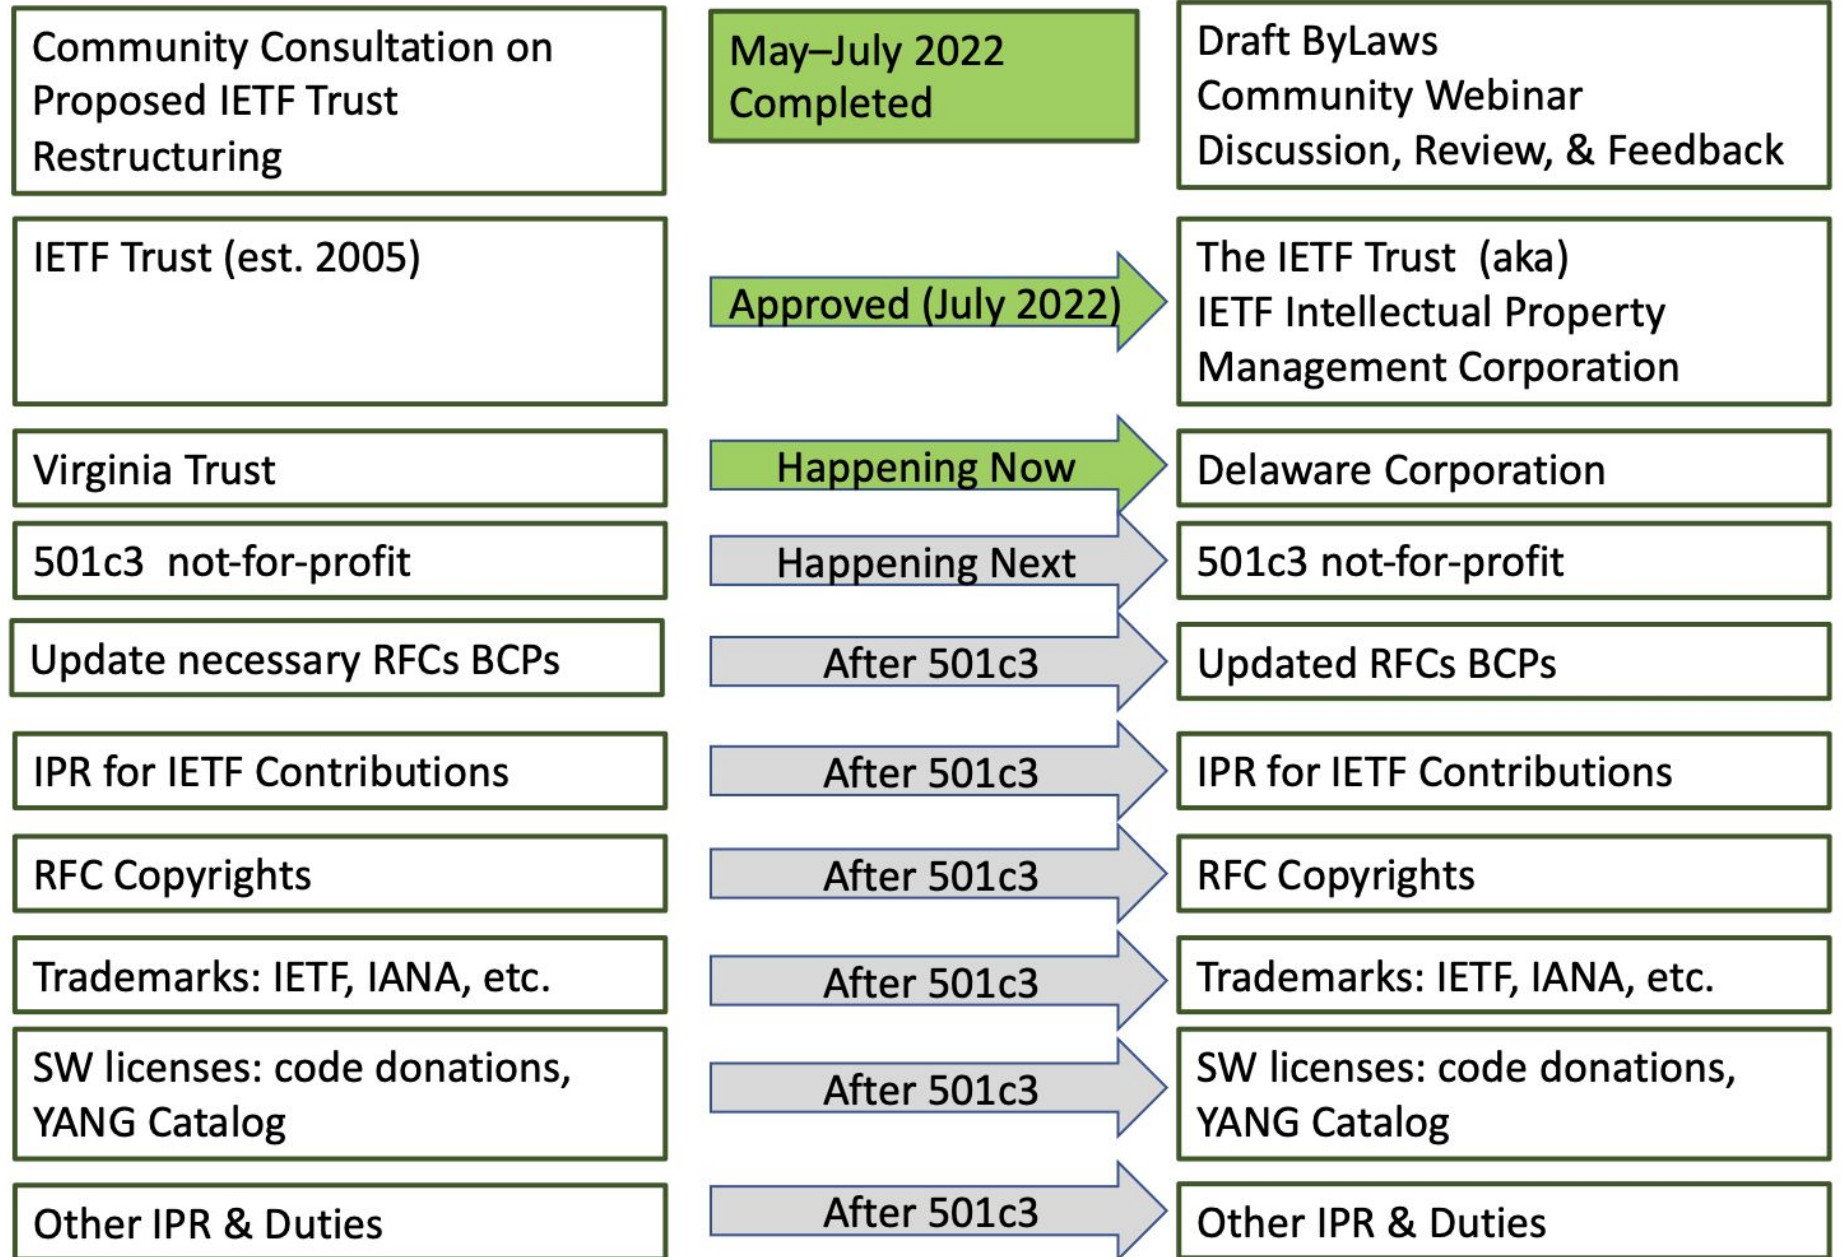 Community Consultation on
Proposed IETF Trust
Restructuring
May–July 2022
Completed
Draft ByLaws
Community Webinar
Discussion, Review, & Feedback
IETF Trust (est. 2005)
Approved (July 2022)
The IETF Trust (aka)
IETF Intellectual Property
Management Corporation
Virginia Trust
Happening Now
Delaware Corporation
501c3 not-for-profit
Happening Next
501c3 not-for-profit
Update necessary RFCs BCPs
After 501c3
Updated RFCs BCPs
IPR for IETF Contributions
After 501c3
IPR for IETF Contributions
RFC Copyrights
After 501c3
RFC Copyrights
Trademarks: IETF, IANA, etc.
After 501c3
Trademarks: IETF, IANA, etc.
SW licenses: code donations,
YANG Catalog
After 501c3
SW licenses: code donations,
YANG Catalog
Other IPR & Duties
After 501c3
Other IPR & Duties